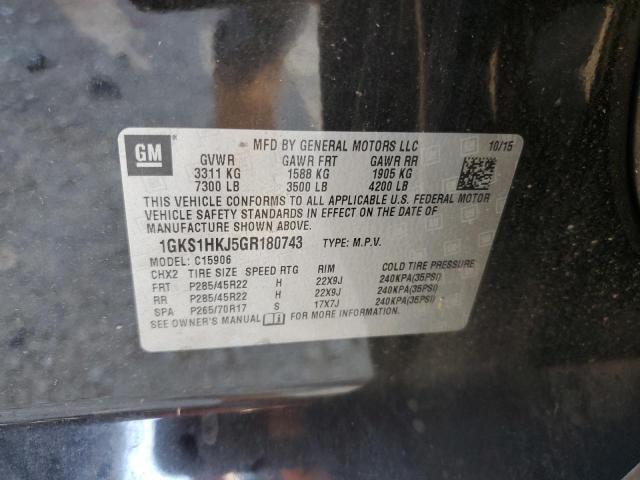 GM MFD BY GENERAL MOTORS LLC 10/15
GVWR GAWR FRT GAWR RR
3311 KG 1588 KG 1905 KG
7300 LB 3500 LB 4200 LB
THIS VEHICLE CONFORMS TO ALL APPLICABLE U.S. FEDERAL MOTOR
VEHICLE SAFETY STANDARDS IN EFFECT ON THE DATE OF
MANUFACTURE SHOWN ABOVE.
1GKS1HKJ5GR180743 TYPE: M.P.V.
MODEL: C15906
CHX2 TIRE SIZE SPEED RTG RIM COLD TIRE PRESSURE
FRT P285/45R22 H 22X9J 240KPA(35PSI)
RR P285/45R22 H 22X9J 240KPA(35PSI)
SPA P265/70R17 S 17X7J 240KPA(35PSI)
SEE OWNER'S MANUAL FOR MORE INFORMATION